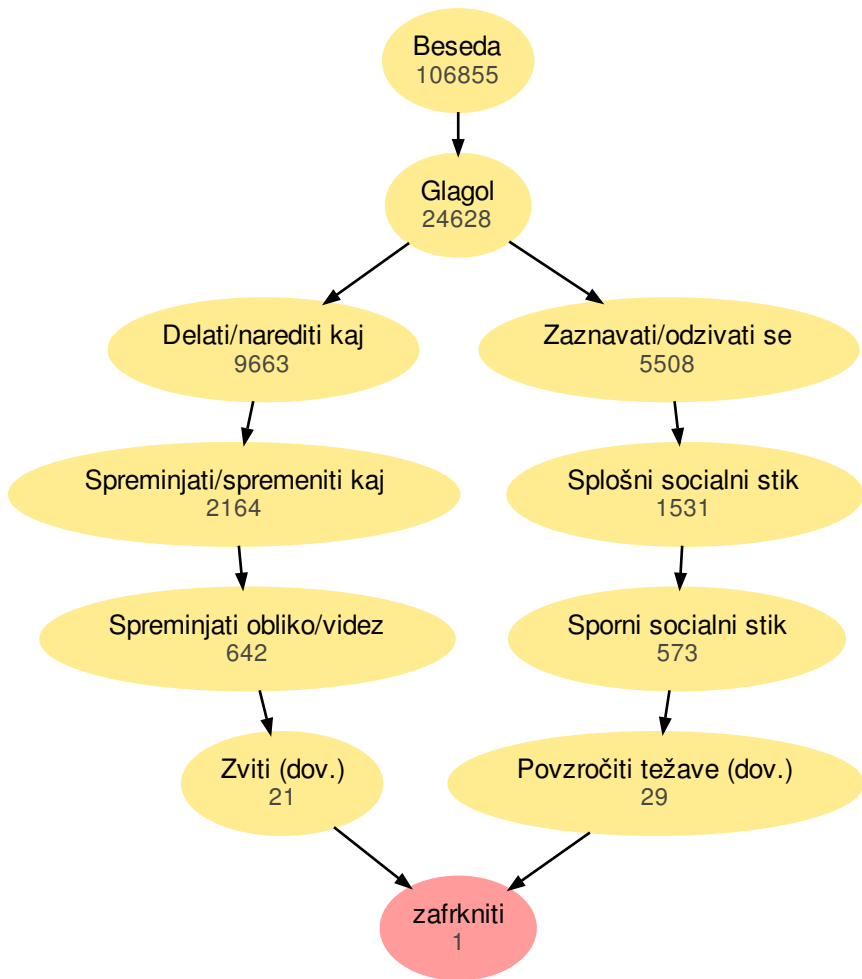 Beseda
106855
Glagol
24628
Delati/narediti kaj
9663
Zaznavati/odzivati se
5508
Spreminjati/spremeniti kaj
2164
Splošni socialni stik
1531
Spreminjati obliko/videz
642
Sporni socialni stik
573
Zviti (dov.)
21
Povzročiti težave (dov.)
29
zafrkniti
1